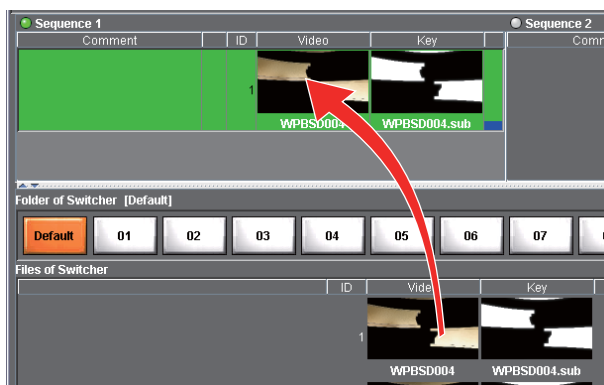 Sequence 1
Sequence 2
Comment ID Video Key
1
WPBSD004 WPBSD004.sub
Folder of Switcher [Default]
Default 01 02 03 04 05 06 07
Files of Switcher
ID Video Key
1
WPBSD004 WPBSD004.sub